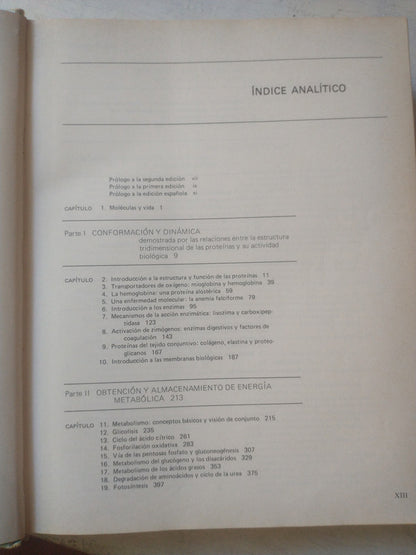 ÍNDICE ANALÍTICO
Prólogo a la segunda edición vii
Prólogo a la primera edición ix
Prólogo a la edición española xi
CAPÍTULO 1. Moléculas y vida 1
Parte I CONFORMACIÓN Y DINÁMICA
demostrada por las relaciones entre la estructura
tridimensional de las proteínas y su actividad
biológica 9
CAPÍTULO 2. Introducción a la estructura y función de las proteínas 11
3. Transportadores de oxígeno: mioglobina y hemoglobina 39
4. La hemoglobina: una proteína alostérica 59
5. Una enfermedad molecular: la anemia falciforme 79
6. Introducción a los enzimas 95
7. Mecanismos de la acción enzimática: lisozima y carboxipep-
tidasa 123
8. Activación de zimógenos: enzimas digestivos y factores de
coagulación 143
9. Proteínas del tejido conjuntivo: colágeno, elastina y proteo-
glicanos 167
10. Introducción a las membranas biológicas 187
Parte II OBTENCIÓN Y ALMACENAMIENTO DE ENERGÍA
METABÓLICA 213
CAPÍTULO 11. Metabolismo: conceptos básicos y visión de conjunto 215
12. Glicolisis 235
13. Ciclo del ácido cítrico 261
14. Fosforilación oxidativa 283
15. Vía de las pentosas fosfato y gluconeogénesis 307
16. Metabolismo del glucógeno y los disacáridos 329
17. Metabolismo de los ácidos grasos 353
18. Degradación de aminoácidos y ciclo de la urea 375
19. Fotosíntesis 397
XIII